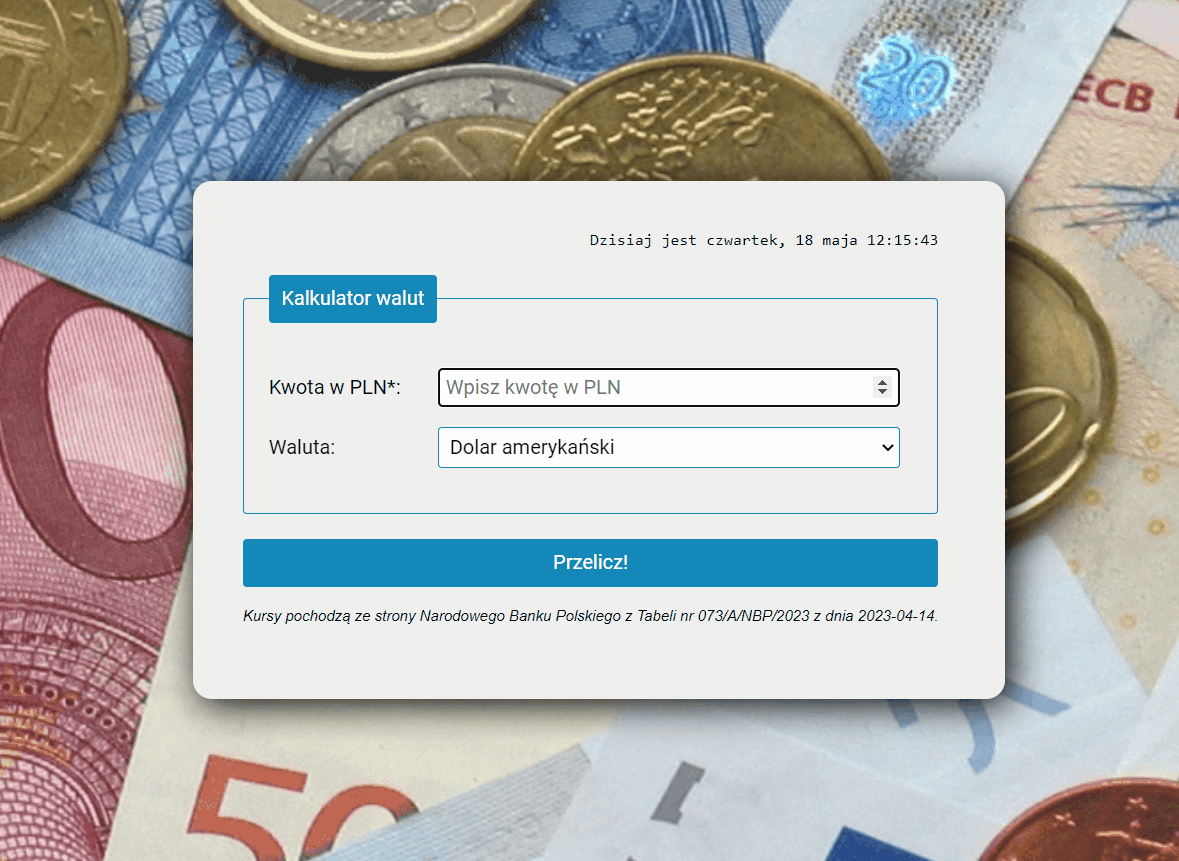 20
ECB
Dzisiaj jest czwartek, 18 maja 12:15:43
Kalkulator walut
Kwota w PLN*:
Wpisz kwotę w PLN
Waluta:
Dolar amerykański
Przelicz!
Kursy pochodzą ze strony Narodowego Banku Polskiego z Tabeli nr 073/A/NBP/2023 z dnia 2023-04-14.
50